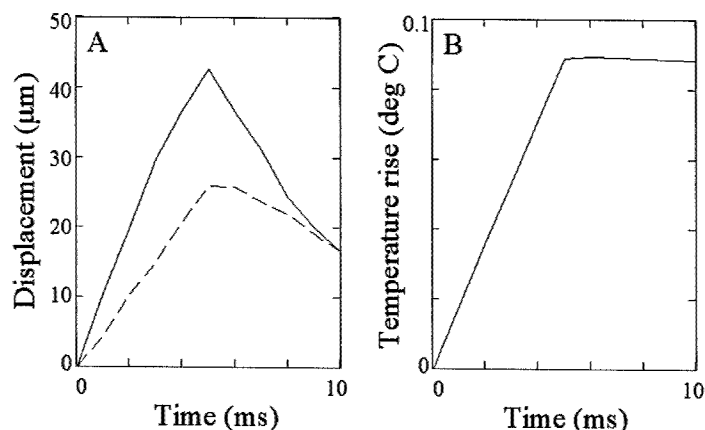 A
Displacement (μm)
50
40
30
20
10
0
0
10
Time (ms)
B
Temperature rise (deg C)
0.1
0
0
10
Time (ms)